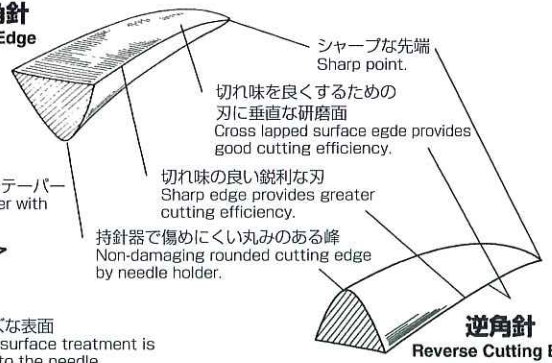 角針
Edge
シャープな先端
Sharp point.
切れ味を良くするための
刃に垂直な研磨面
Cross lapped surface egde provides
good cutting efficiency.
切れ味の良い鋭利な刃
Sharp edge provides greater
cutting efficiency.
テーパー
er with
持針器で傷めにくい丸みのある峰
Non-damaging rounded cutting edge
by needle holder.
ズな表面
surface treatment is
to the needle
逆角針
Reverse Cutting E